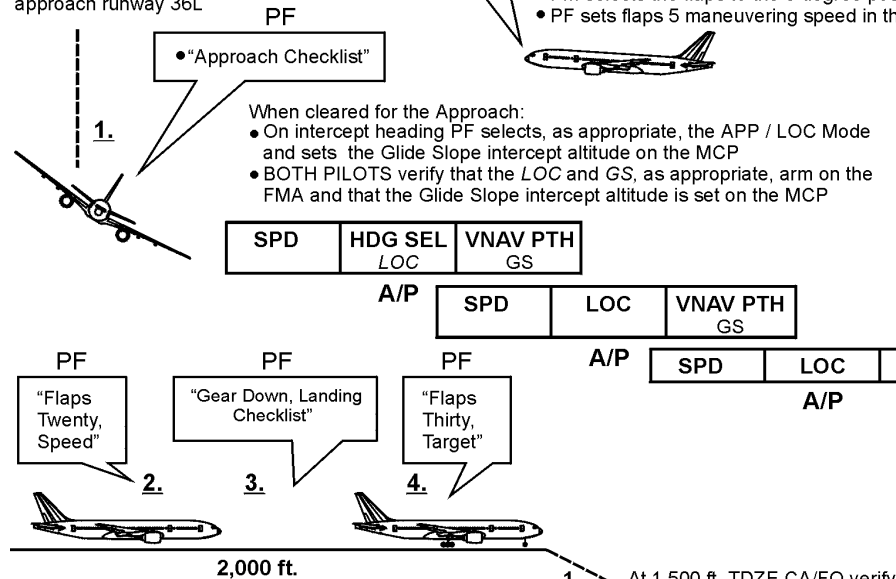 approach runway 36L
• PF sets flaps 5 maneuvering speed in th
PF
• “Approach Checklist”
1.
When cleared for the Approach:
• On intercept heading PF selects, as appropriate, the APP / LOC Mode
and sets the Glide Slope intercept altitude on the MCP
• BOTH PILOTS verify that the LOC and GS, as appropriate, arm on the
FMA and that the Glide Slope intercept altitude is set on the MCP
SPD HDG SEL VNAV PTH
LOC GS
A/P
SPD LOC VNAV PTH
GS
A/P
SPD LOC
A/P
PF PF PF
“Flaps
Twenty,
Speed”
“Gear Down, Landing
Checklist”
“Flaps
Thirty,
Target”
2. 3. 4.
2,000 ft.
1. At 1,500 ft. TDZE CA/FO verify